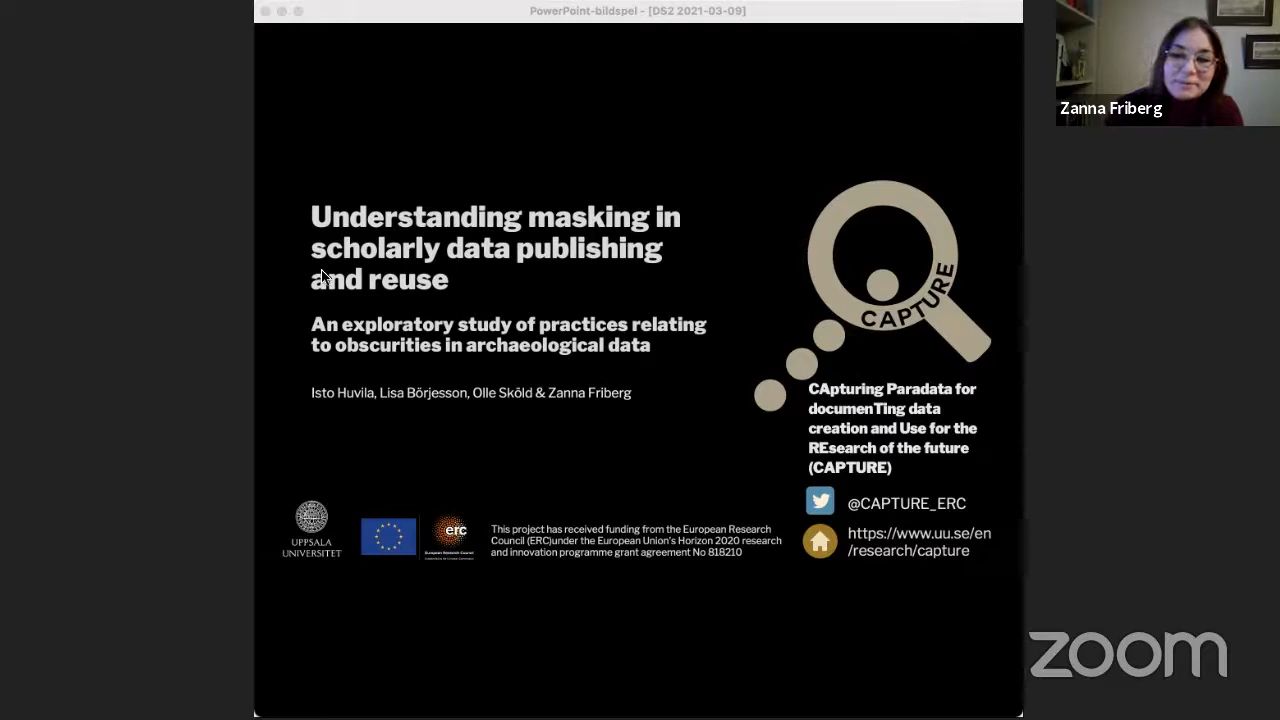 PowerPoint-bildspel - [DS2 2021-03-09]
Zanna Friberg
Understanding masking in
scholarly data publishing
and reuse
An exploratory study of practices relating
to obscurities in archaeological data
Isto Huvila, Lisa Börjesson, Olle Sköld & Zanna Friberg
CAPTURE
CApturing Paradata for
documenTing data
creation and Use for the
REsearch of the future
(CAPTURE)
@CAPTURE_ERC
https://www.uu.se/en
/research/capture
UPPSALA
UNIVERSITET
erc
European Research Council
This project has received funding from the European Research
Council (ERC)under the European Union's Horizon 2020 research
and innovation programme grant agreement No 818210
zoom